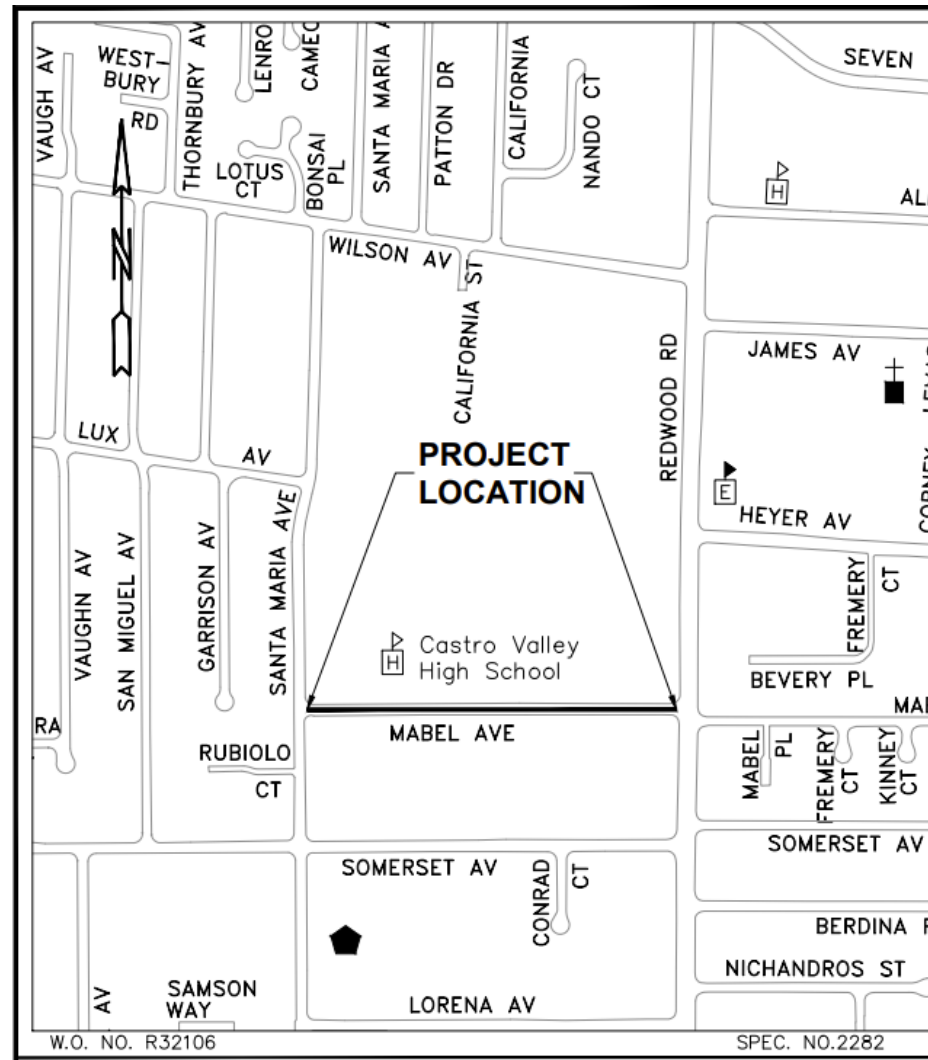 VAUGH AV
WEST-
BURY
RD
THORNBURY AV
LENRO
CAMEO
SANTA MARIA A
PATTON DR
CALIFORNIA
NANDO CT
SEVEN
LOTUS
CT
BONSAI
PL
H
AL
N
WILSON AV
CALIFORNIA ST
REDWOOD RD
JAMES AV
LUX
AV
PROJECT
LOCATION
E
HEYER AV
VAUGHN AV
SAN MIGUEL AV
GARRISON AV
SANTA MARIA AVE
H
Castro Valley
High School
FREMERY
CT
BEVERY PL
RA
MABEL AVE
RUBIOLO
CT
MABEL
PL
FREMERY
CT
KINNEY
CT
SOMERSET AV
SOMERSET AV
CONRAD
CT
BERDINA
NICHANDROS ST
AV
SAMSON
WAY
LORENA AV
W.O. NO. R32106
SPEC. NO.2282